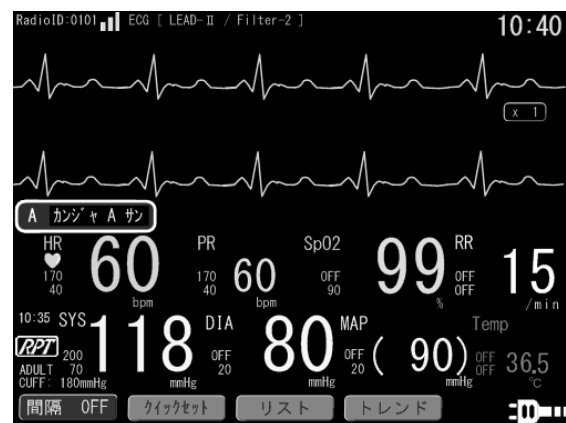 RadioID:0101 ECG [ LEAD-Ⅱ / Filter-2 ] 10:40
x 1
A ｶﾝｼﾞｬ A ｻﾝ
HR 170 40 60 bpm
PR 170 40 60 bpm
SpO2 OFF 90 99 %
RR OFF OFF 15 /min
10:35 SYS RPT ADULT 200 70 CUFF: 180mmHg 118 mmHg
DIA OFF 20 80 mmHg
MAP OFF 20 ( 90) mmHg
Temp OFF OFF 36.5 ℃
間隔 OFF ｸｲｯｸｾｯﾄ リスト トレンド